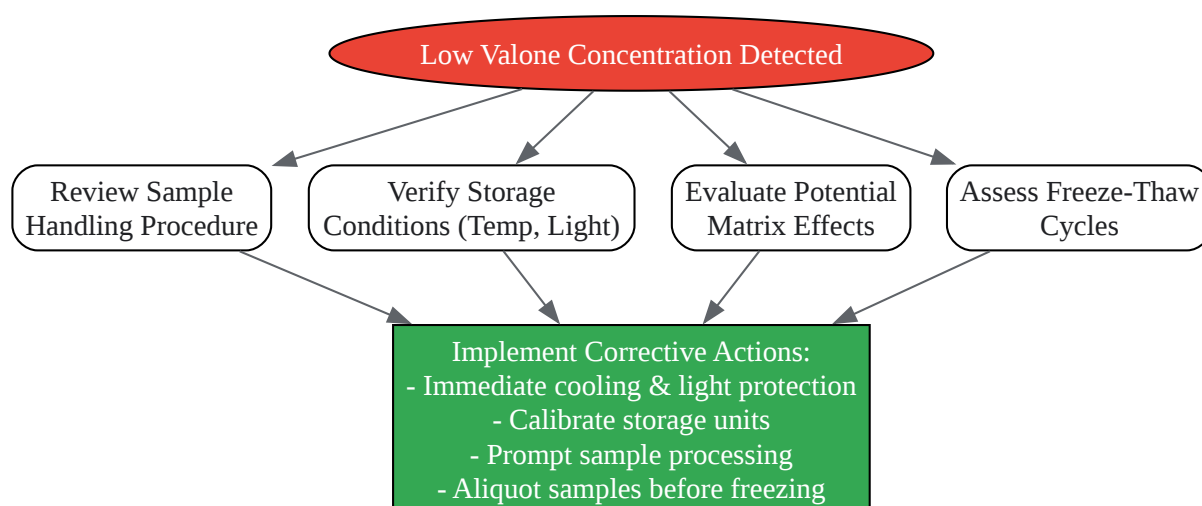 Low Valone Concentration Detected
Review Sample
Handling Procedure
Verify Storage
Conditions (Temp, Light)
Evaluate Potential
Matrix Effects
Assess Freeze-Thaw
Cycles
Implement Corrective Actions:
- Immediate cooling & light protection
- Calibrate storage units
- Prompt sample processing
- Aliquot samples before freezing